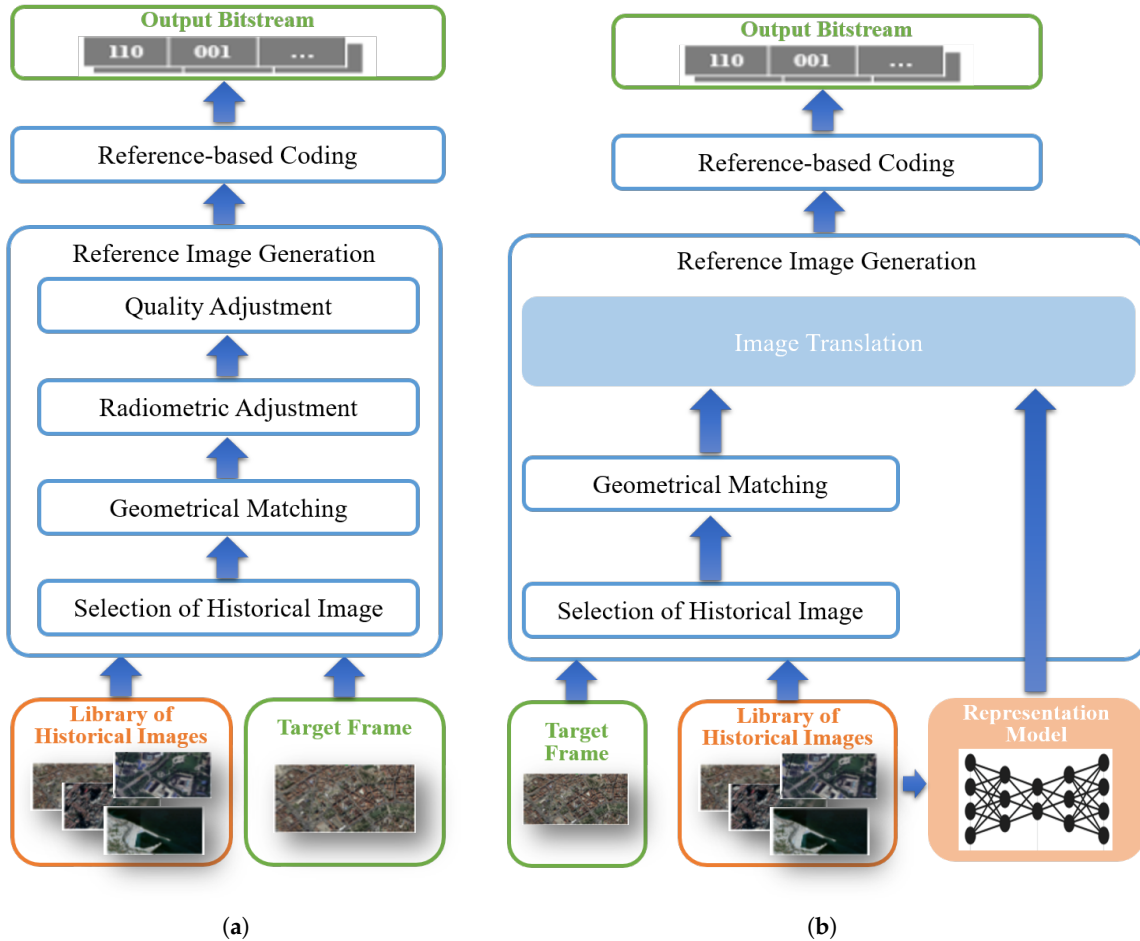 Output Bitstream
110 001 ...
Reference-based Coding
Reference Image Generation
Quality Adjustment
Radiometric Adjustment
Geometrical Matching
Selection of Historical Image
Library of
Historical Images
Target Frame
(a)
Output Bitstream
110 001 ...
Reference-based Coding
Reference Image Generation
Image Translation
Geometrical Matching
Selection of Historical Image
Target
Frame
Library of
Historical Images
Representation
Model
(b)